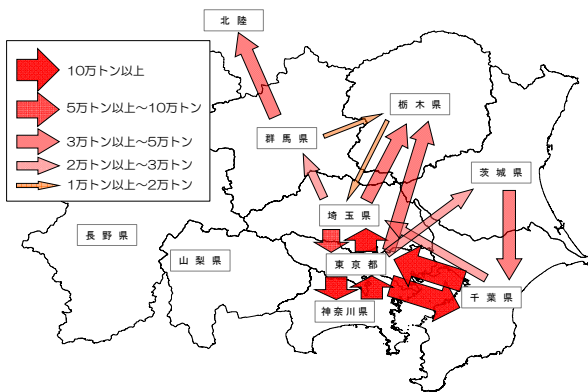 北陸
10万トン以上
5万トン以上～10万トン
3万トン以上～5万トン
2万トン以上～3万トン
1万トン以上～2万トン
栃木県
群馬県
茨城県
埼玉県
長野県
山梨県
東京都
千葉県
神奈川県